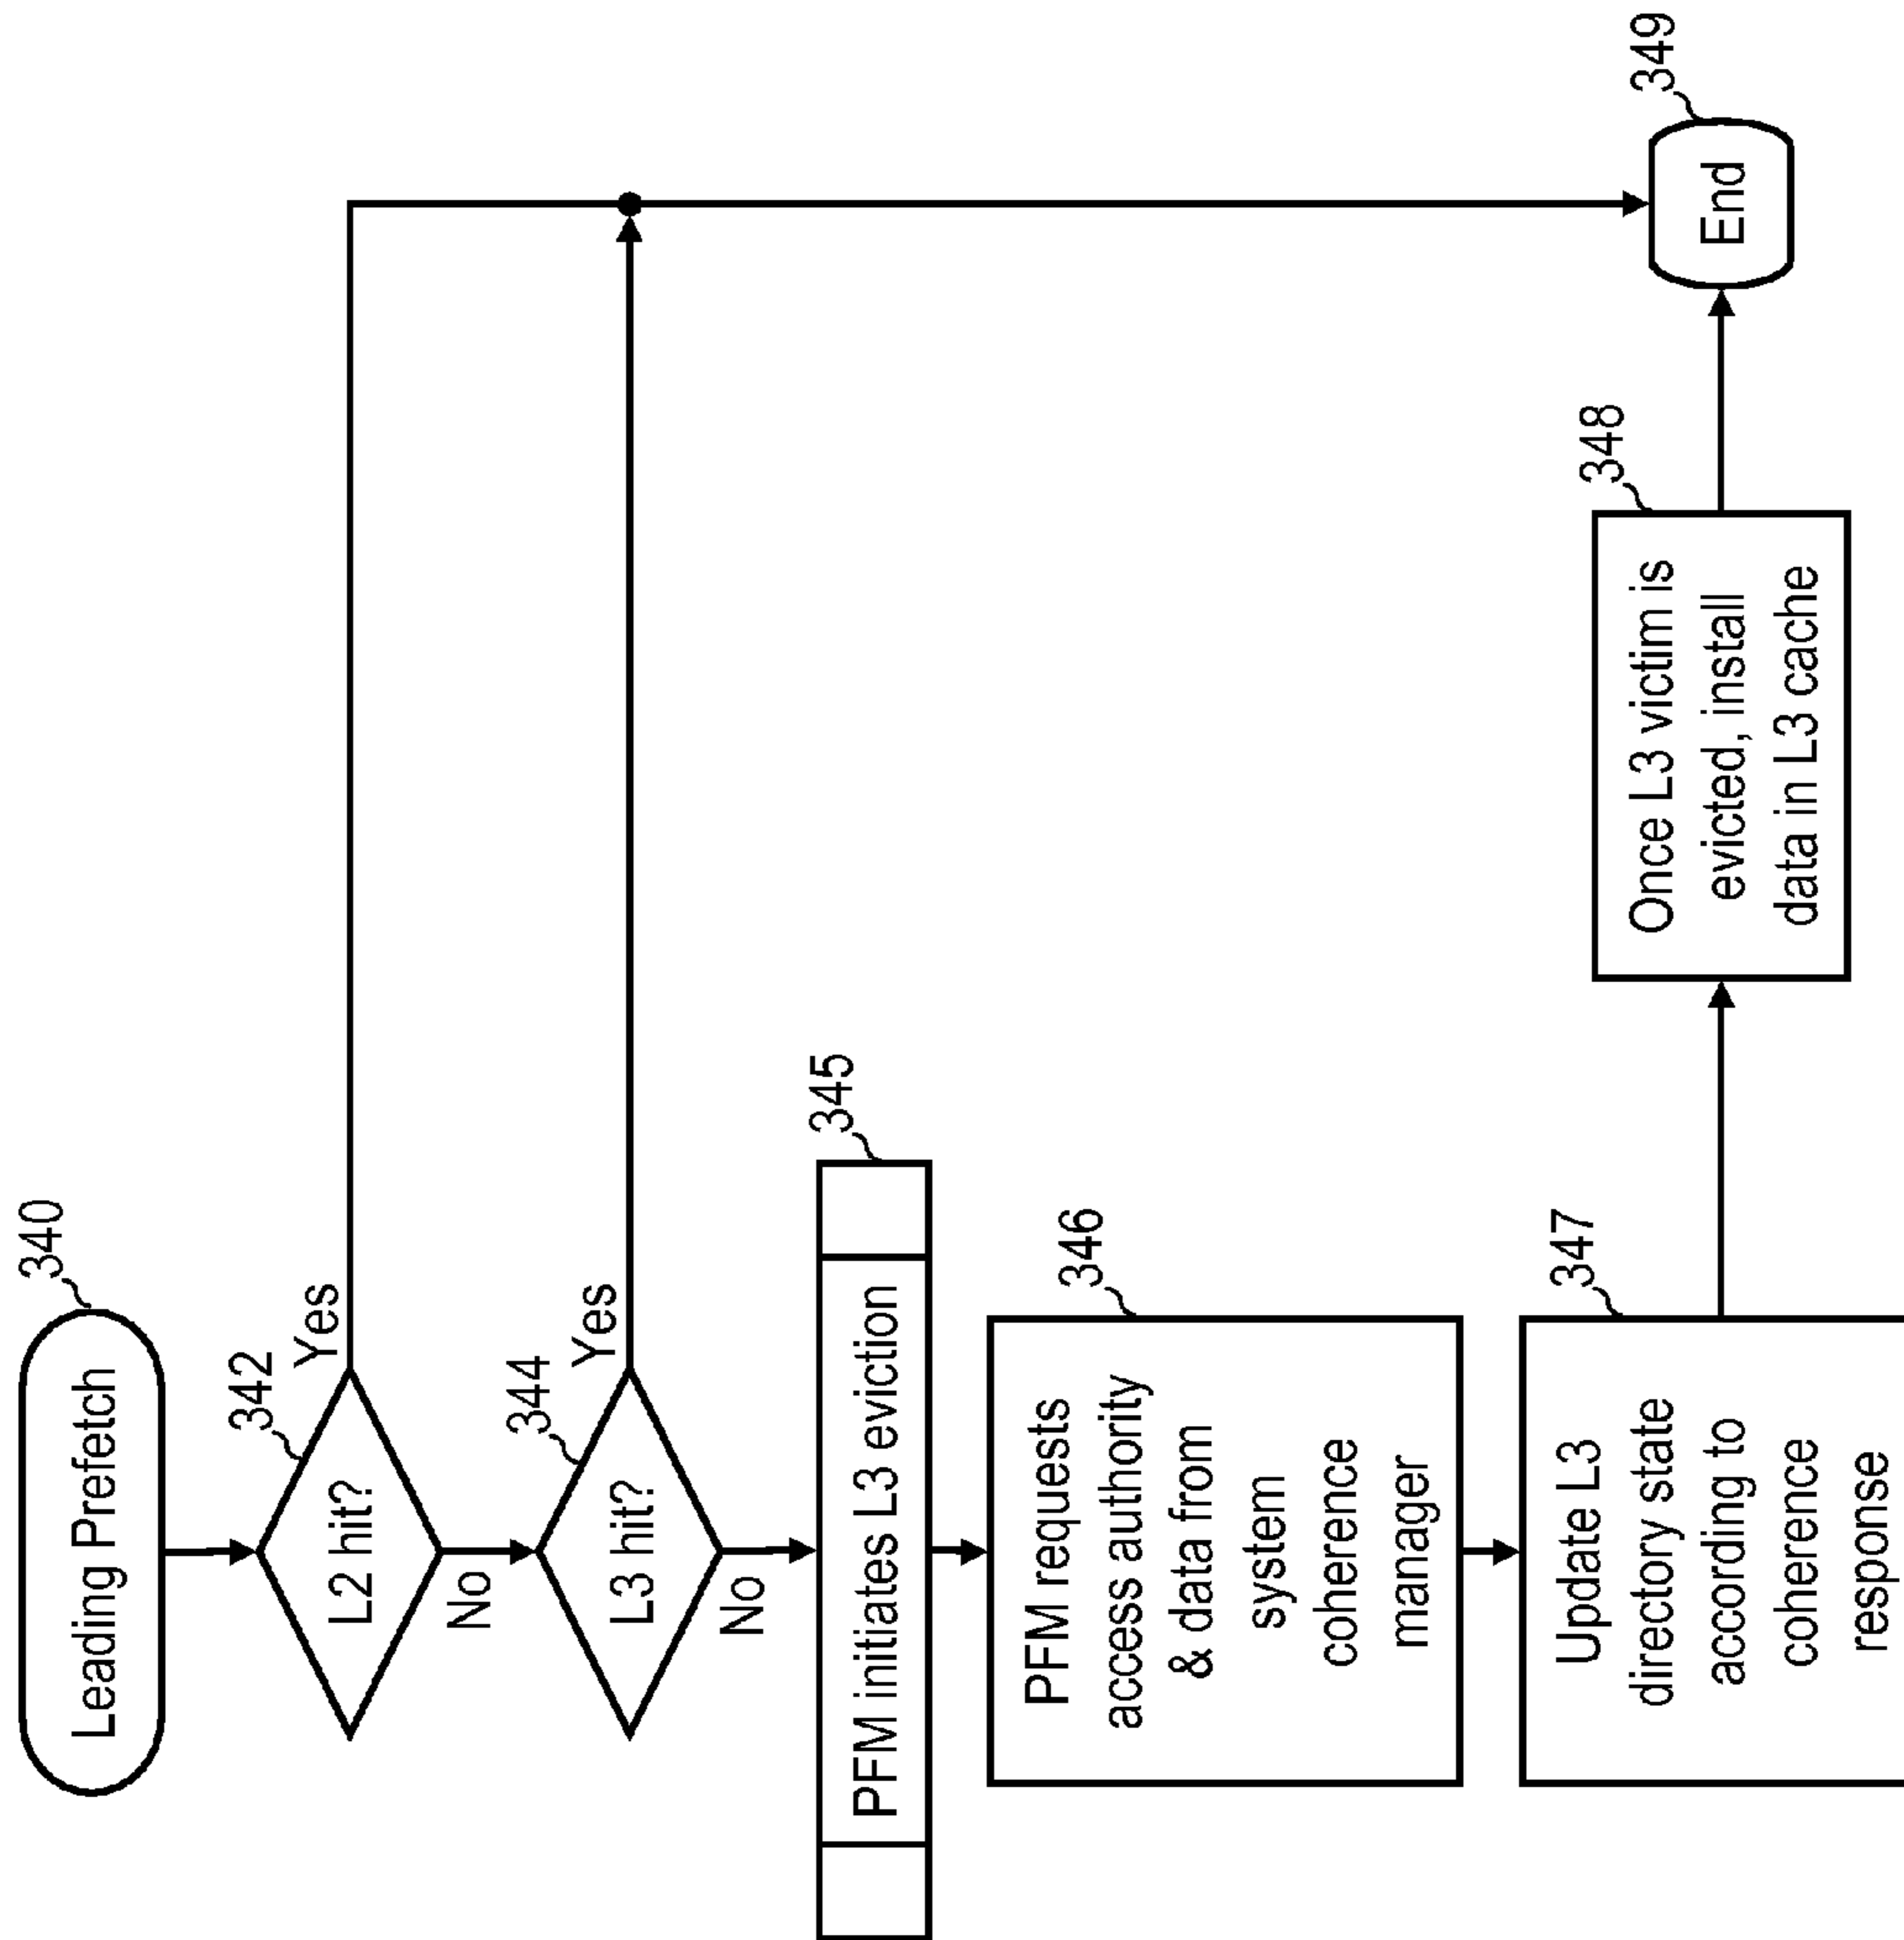 340
Leading Prefetch
342
L2 hit?
Yes
No
344
L3 hit?
Yes
No
345
PFM initiates L3 eviction
346
PFM requests
access authority
& data from
system
coherence
manager
347
Update L3
directory state
according to
coherence
response
348
Once L3 victim is
evicted, install
data in L3 cache
349
End